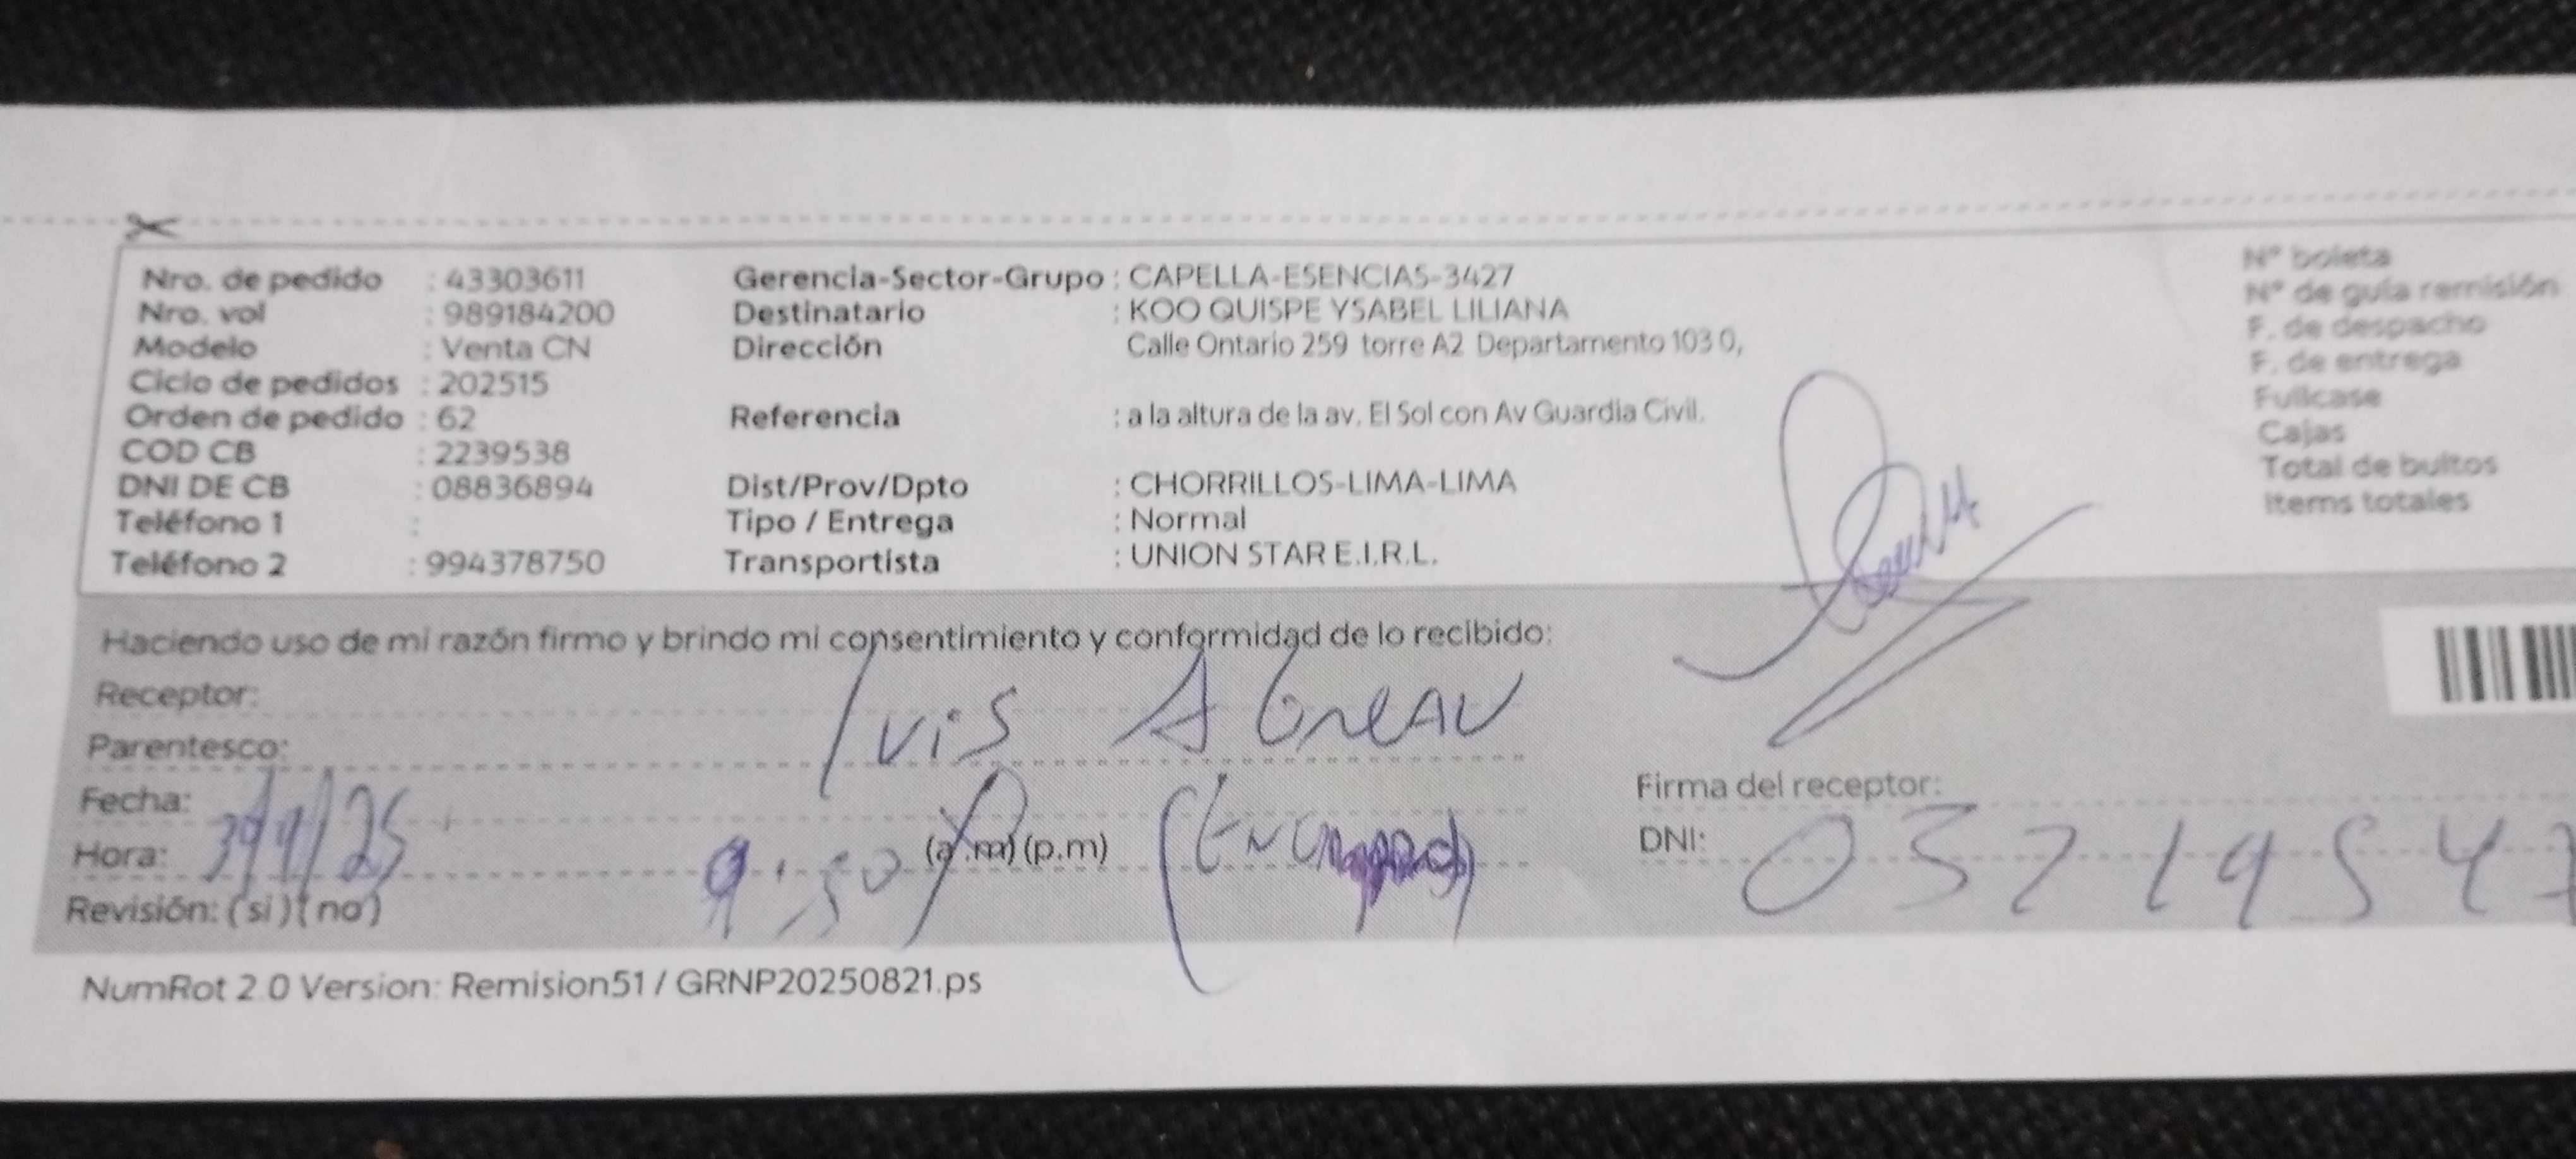 Nro. de pedido : 43303611 Gerencia-Sector-Grupo : CAPELLA-ESENCIAS-3427 N° boleta
Nro. vol : 989184200 Destinatario : KOO QUISPE YSABEL LILIANA N° de guía remisión
Modelo : Venta CN Dirección Calle Ontario 259 torre A2 Departamento 103 0, F. de despacho
Ciclo de pedidos : 202515 F. de entrega
Orden de pedido : 62 Referencia : a la altura de la av. El Sol con Av Guardia Civil. Fullcase
COD CB : 2239538 Cajas
DNI DE CB : 08836894 Dist/Prov/Dpto : CHORRILLOS-LIMA-LIMA Total de bultos
Teléfono 1 : Tipo / Entrega : Normal Items totales
Teléfono 2 : 994378750 Transportista : UNION STAR E.I.R.L.
Haciendo uso de mi razón firmo y brindo mi consentimiento y conformidad de lo recibido:
Receptor:
Parentesco:
Fecha: Firma del receptor:
Hora: (a.m) (p.m) DNI:
Revisión: ( si ) ( no )
NumRot 2.0 Version: Remision51 / GRNP20250821.ps